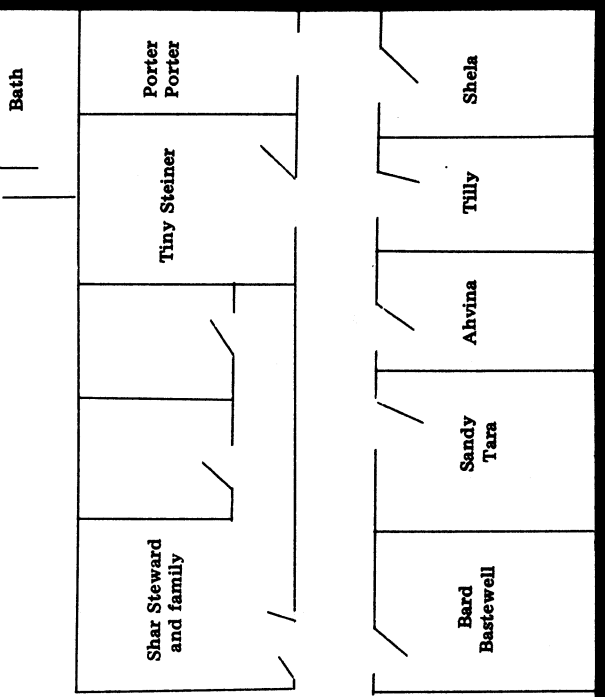 Bath
Porter
Porter
Tiny Steiner
Shar Steward
and family
Shela
Tilly
Ahvina
Sandy
Tara
Bard
Bastewell